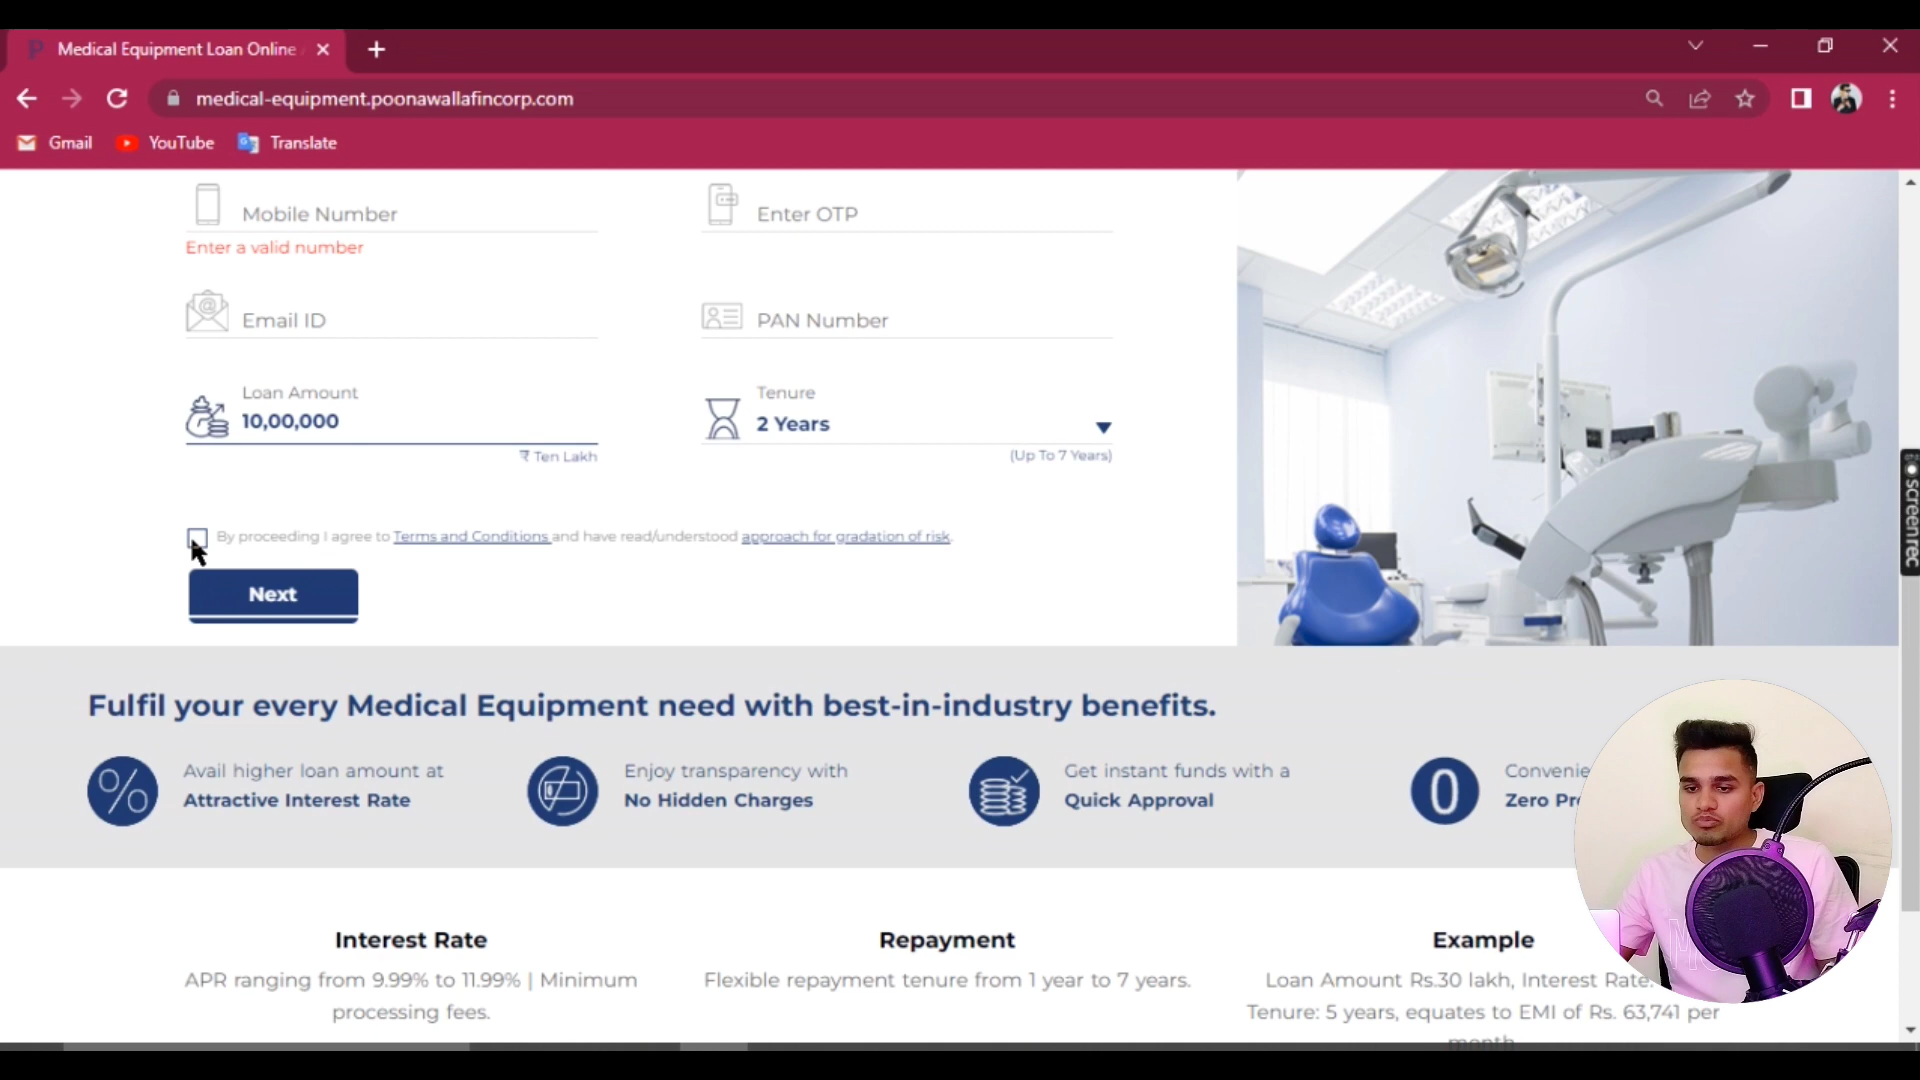 Medical Equipment Loan Online
medical-equipment.poonawallafincorp.com
Gmail YouTube Translate
Mobile Number
Enter OTP
Enter a valid number
Email ID
PAN Number
Loan Amount
10,00,000
₹ Ten Lakh
Tenure
2 Years
(Up To 7 Years)
By proceeding I agree to Terms and Conditions and have read/understood approach for gradation of risk.
Next
Fulfil your every Medical Equipment need with best-in-industry benefits.
Avail higher loan amount at
Attractive Interest Rate
Enjoy transparency with
No Hidden Charges
Get instant funds with a
Quick Approval
0
Zero
Interest Rate
APR ranging from 9.99% to 11.99% | Minimum
processing fees.
Repayment
Flexible repayment tenure from 1 year to 7 years.
Example
Loan Amount Rs.30 lakh, Interest Rate:
Tenure: 5 years, equates to EMI of Rs. 63,741 per
month
screenrec